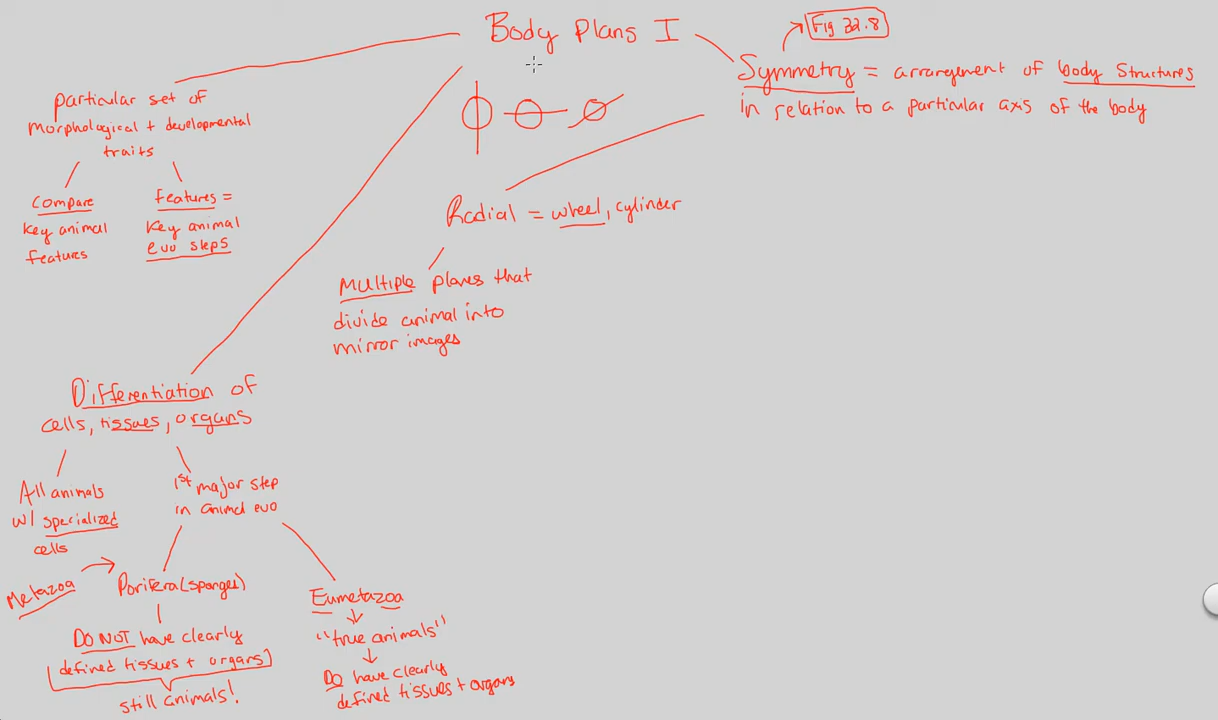 Body Plans I
Fig 32.8
Symmetry = arrangement of body structures
in relation to a particular axis of the body
particular set of
morphological + developmental
traits
compare
key animal
features
features =
key animal
evo steps
Radial = wheel, cylinder
Multiple planes that
divide animal into
mirror images
Differentiation of
cells, tissues, organs
All animals
w/ specialized
cells
1st major step
in animal evo
Metazoa
Porifera (sponges)
DO NOT have clearly
defined tissues + organs
still animals!
Eumetazoa
"true animals"
DO have clearly
defined tissues + organs